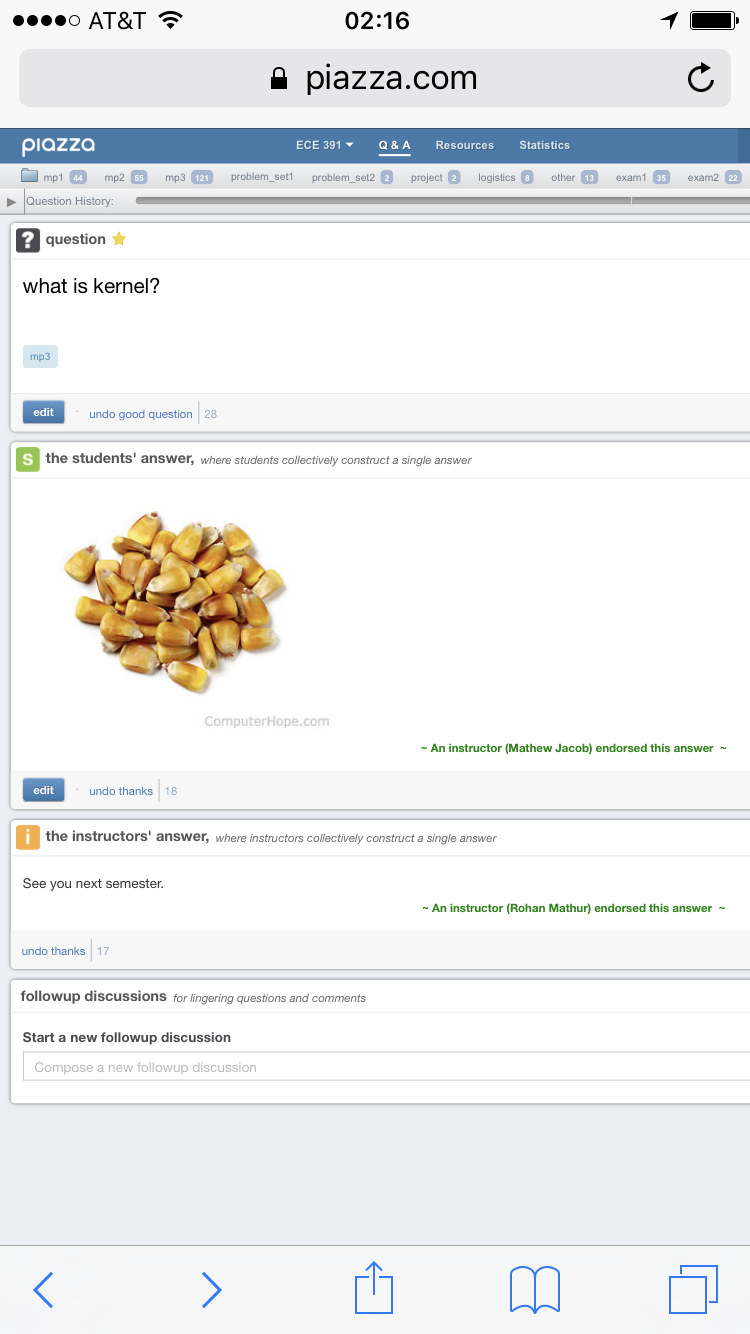 AT&T 02:16
piazza.com
piazza ECE 391 Q & A Resources Statistics
mp1 44 mp2 55 mp3 121 problem_set1 problem_set2 2 project 2 logistics 8 other 13 exam1 35 exam2 22
Question History:
? question
what is kernel?
mp3
edit · undo good question 28
S the students' answer, where students collectively construct a single answer
ComputerHope.com
~ An instructor (Mathew Jacob) endorsed this answer ~
edit · undo thanks 18
i the instructors' answer, where instructors collectively construct a single answer
See you next semester.
~ An instructor (Rohan Mathur) endorsed this answer ~
undo thanks 17
followup discussions for lingering questions and comments
Start a new followup discussion
Compose a new followup discussion